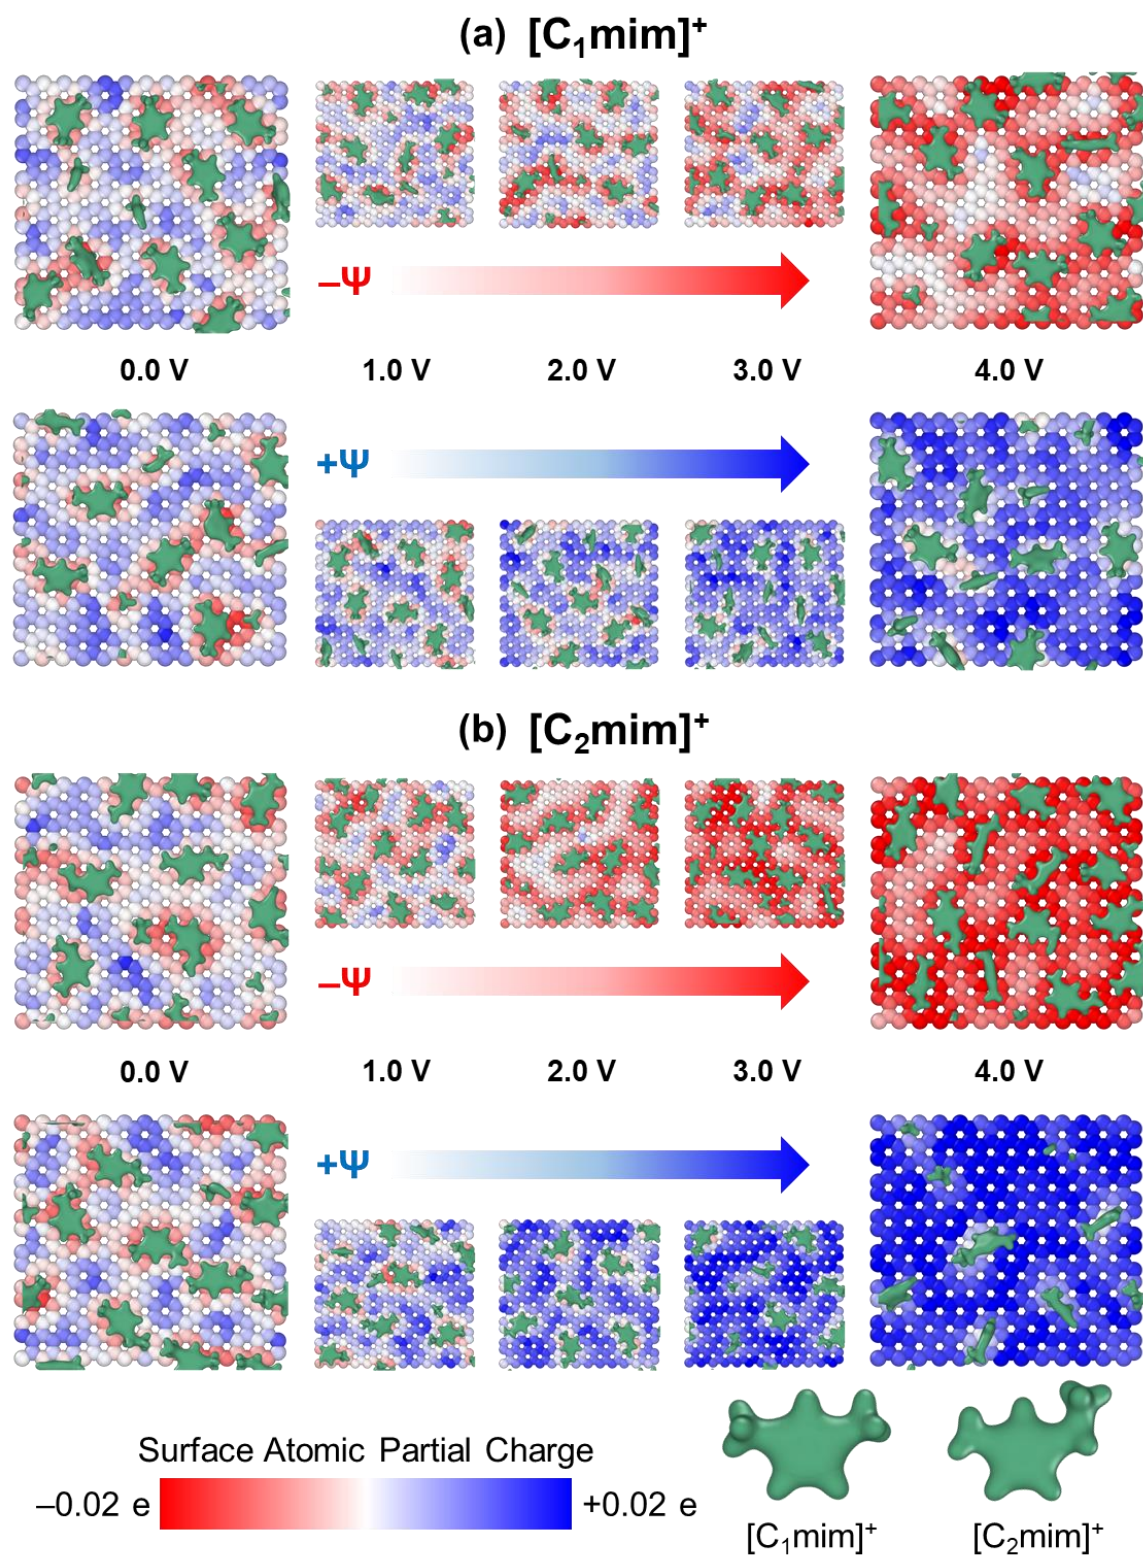 (a) [C₁mim]⁺
–Ψ
0.0 V 1.0 V 2.0 V 3.0 V 4.0 V
+Ψ
(b) [C₂mim]⁺
–Ψ
0.0 V 1.0 V 2.0 V 3.0 V 4.0 V
+Ψ
Surface Atomic Partial Charge
–0.02 e +0.02 e
[C₁mim]⁺ [C₂mim]⁺